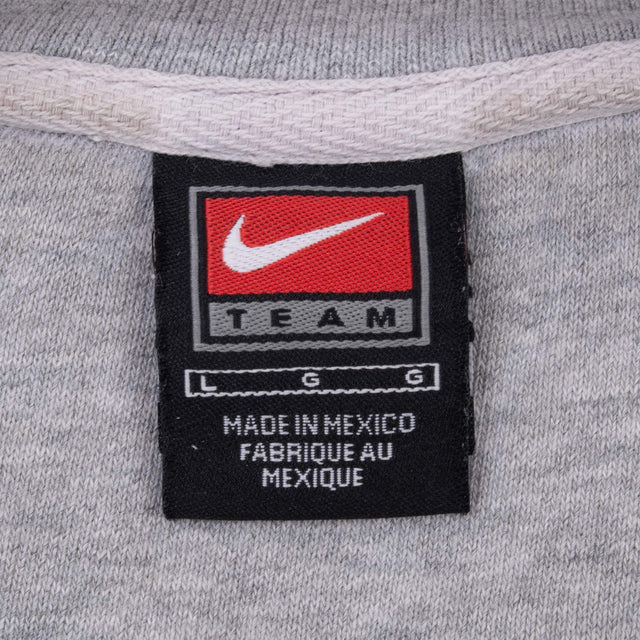 TEAM
L G G
MADE IN MEXICO
FABRIQUE AU
MEXIQUE